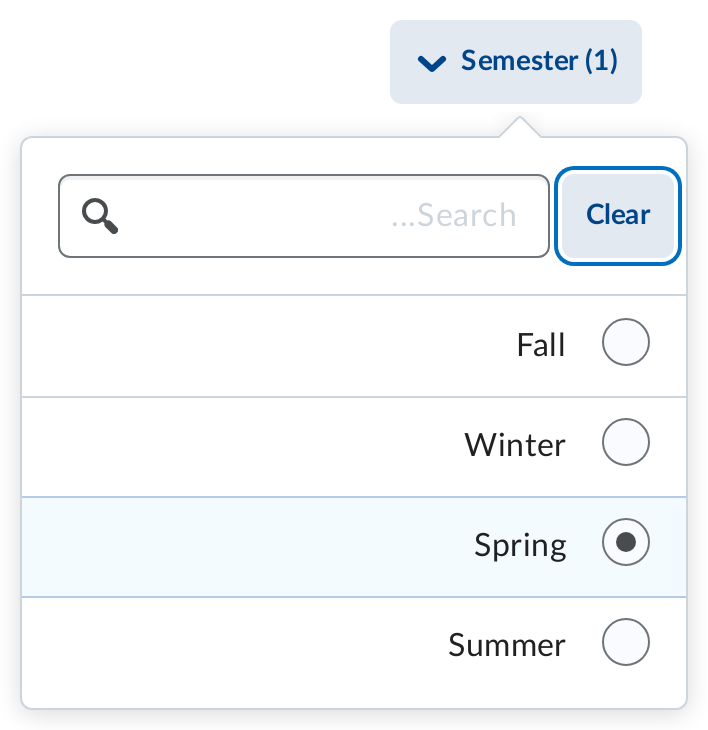 Semester (1)
...Search
Clear
Fall
Winter
Spring
Summer